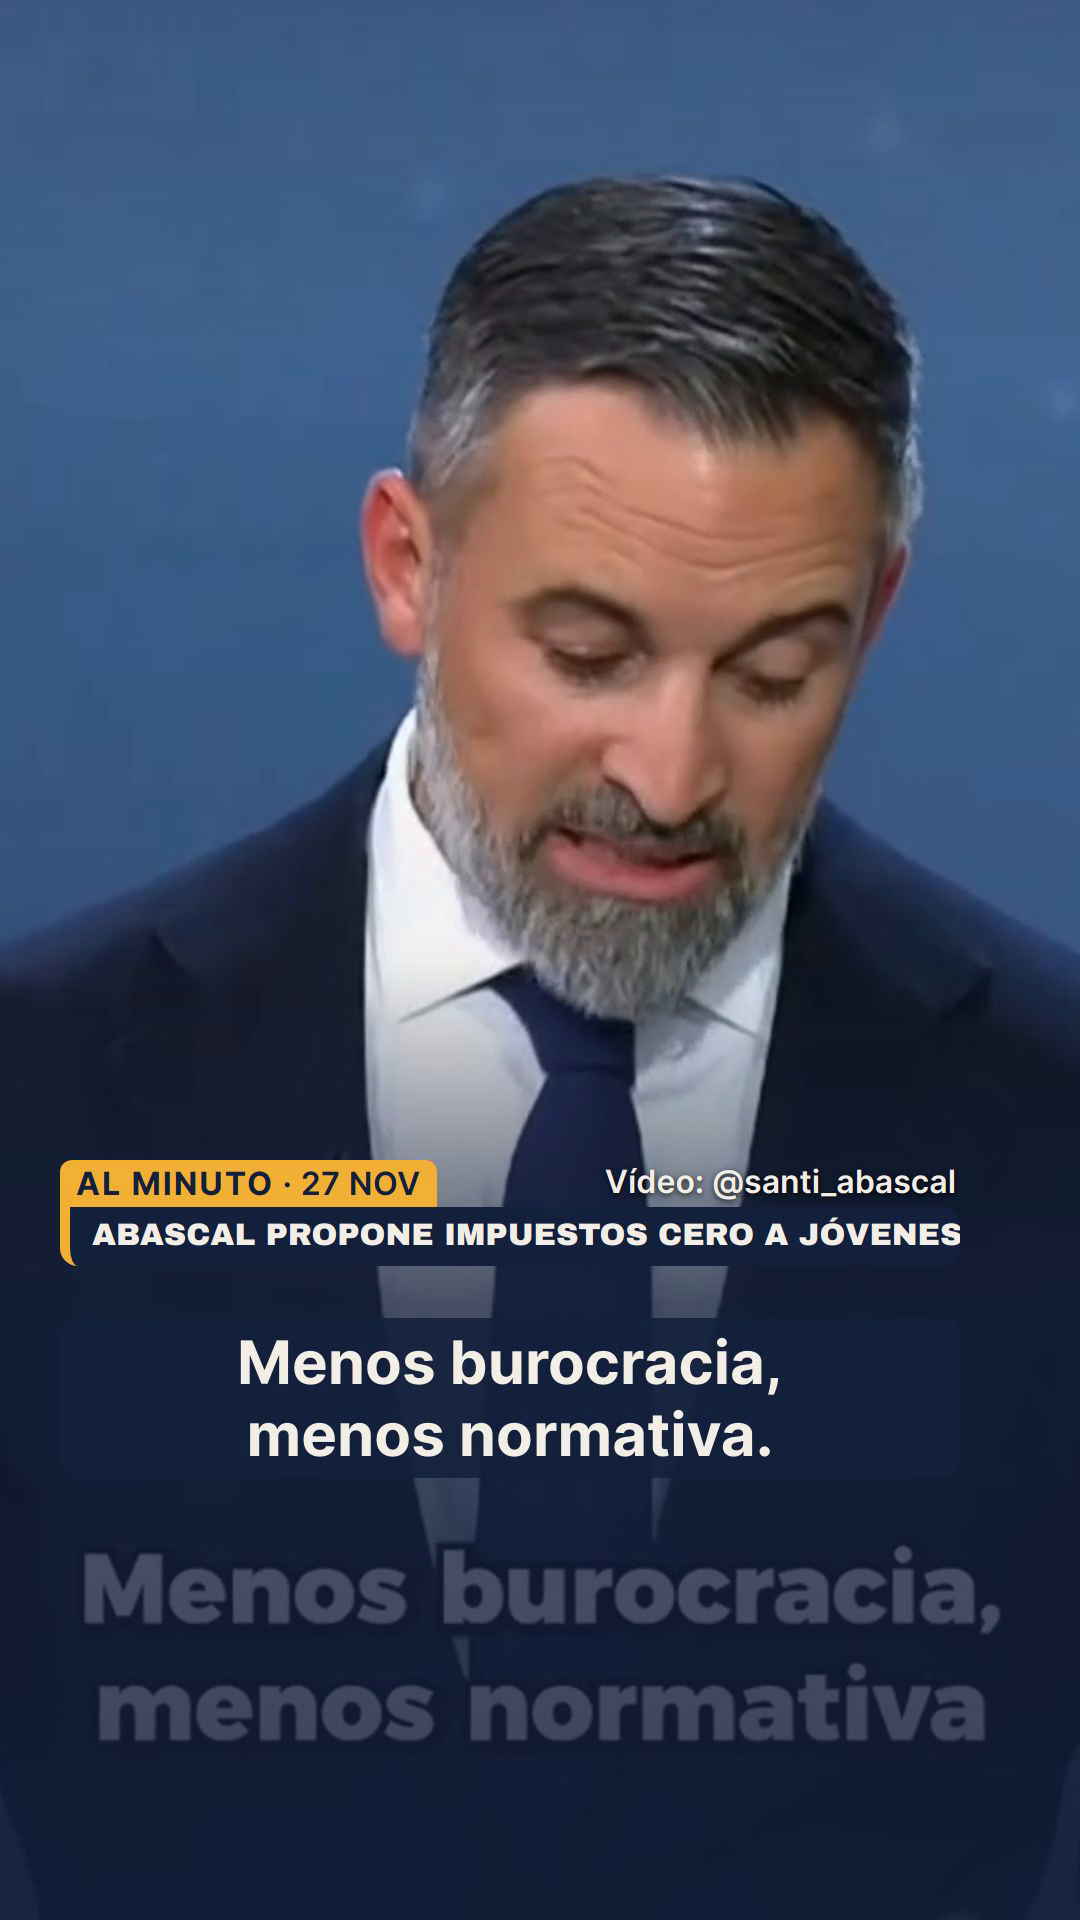 AL MINUTO · 27 NOV
Vídeo: @santi_abascal
ABASCAL PROPONE IMPUESTOS CERO A JÓVENES
Menos burocracia,
menos normativa.
Menos burocracia,
menos normativa